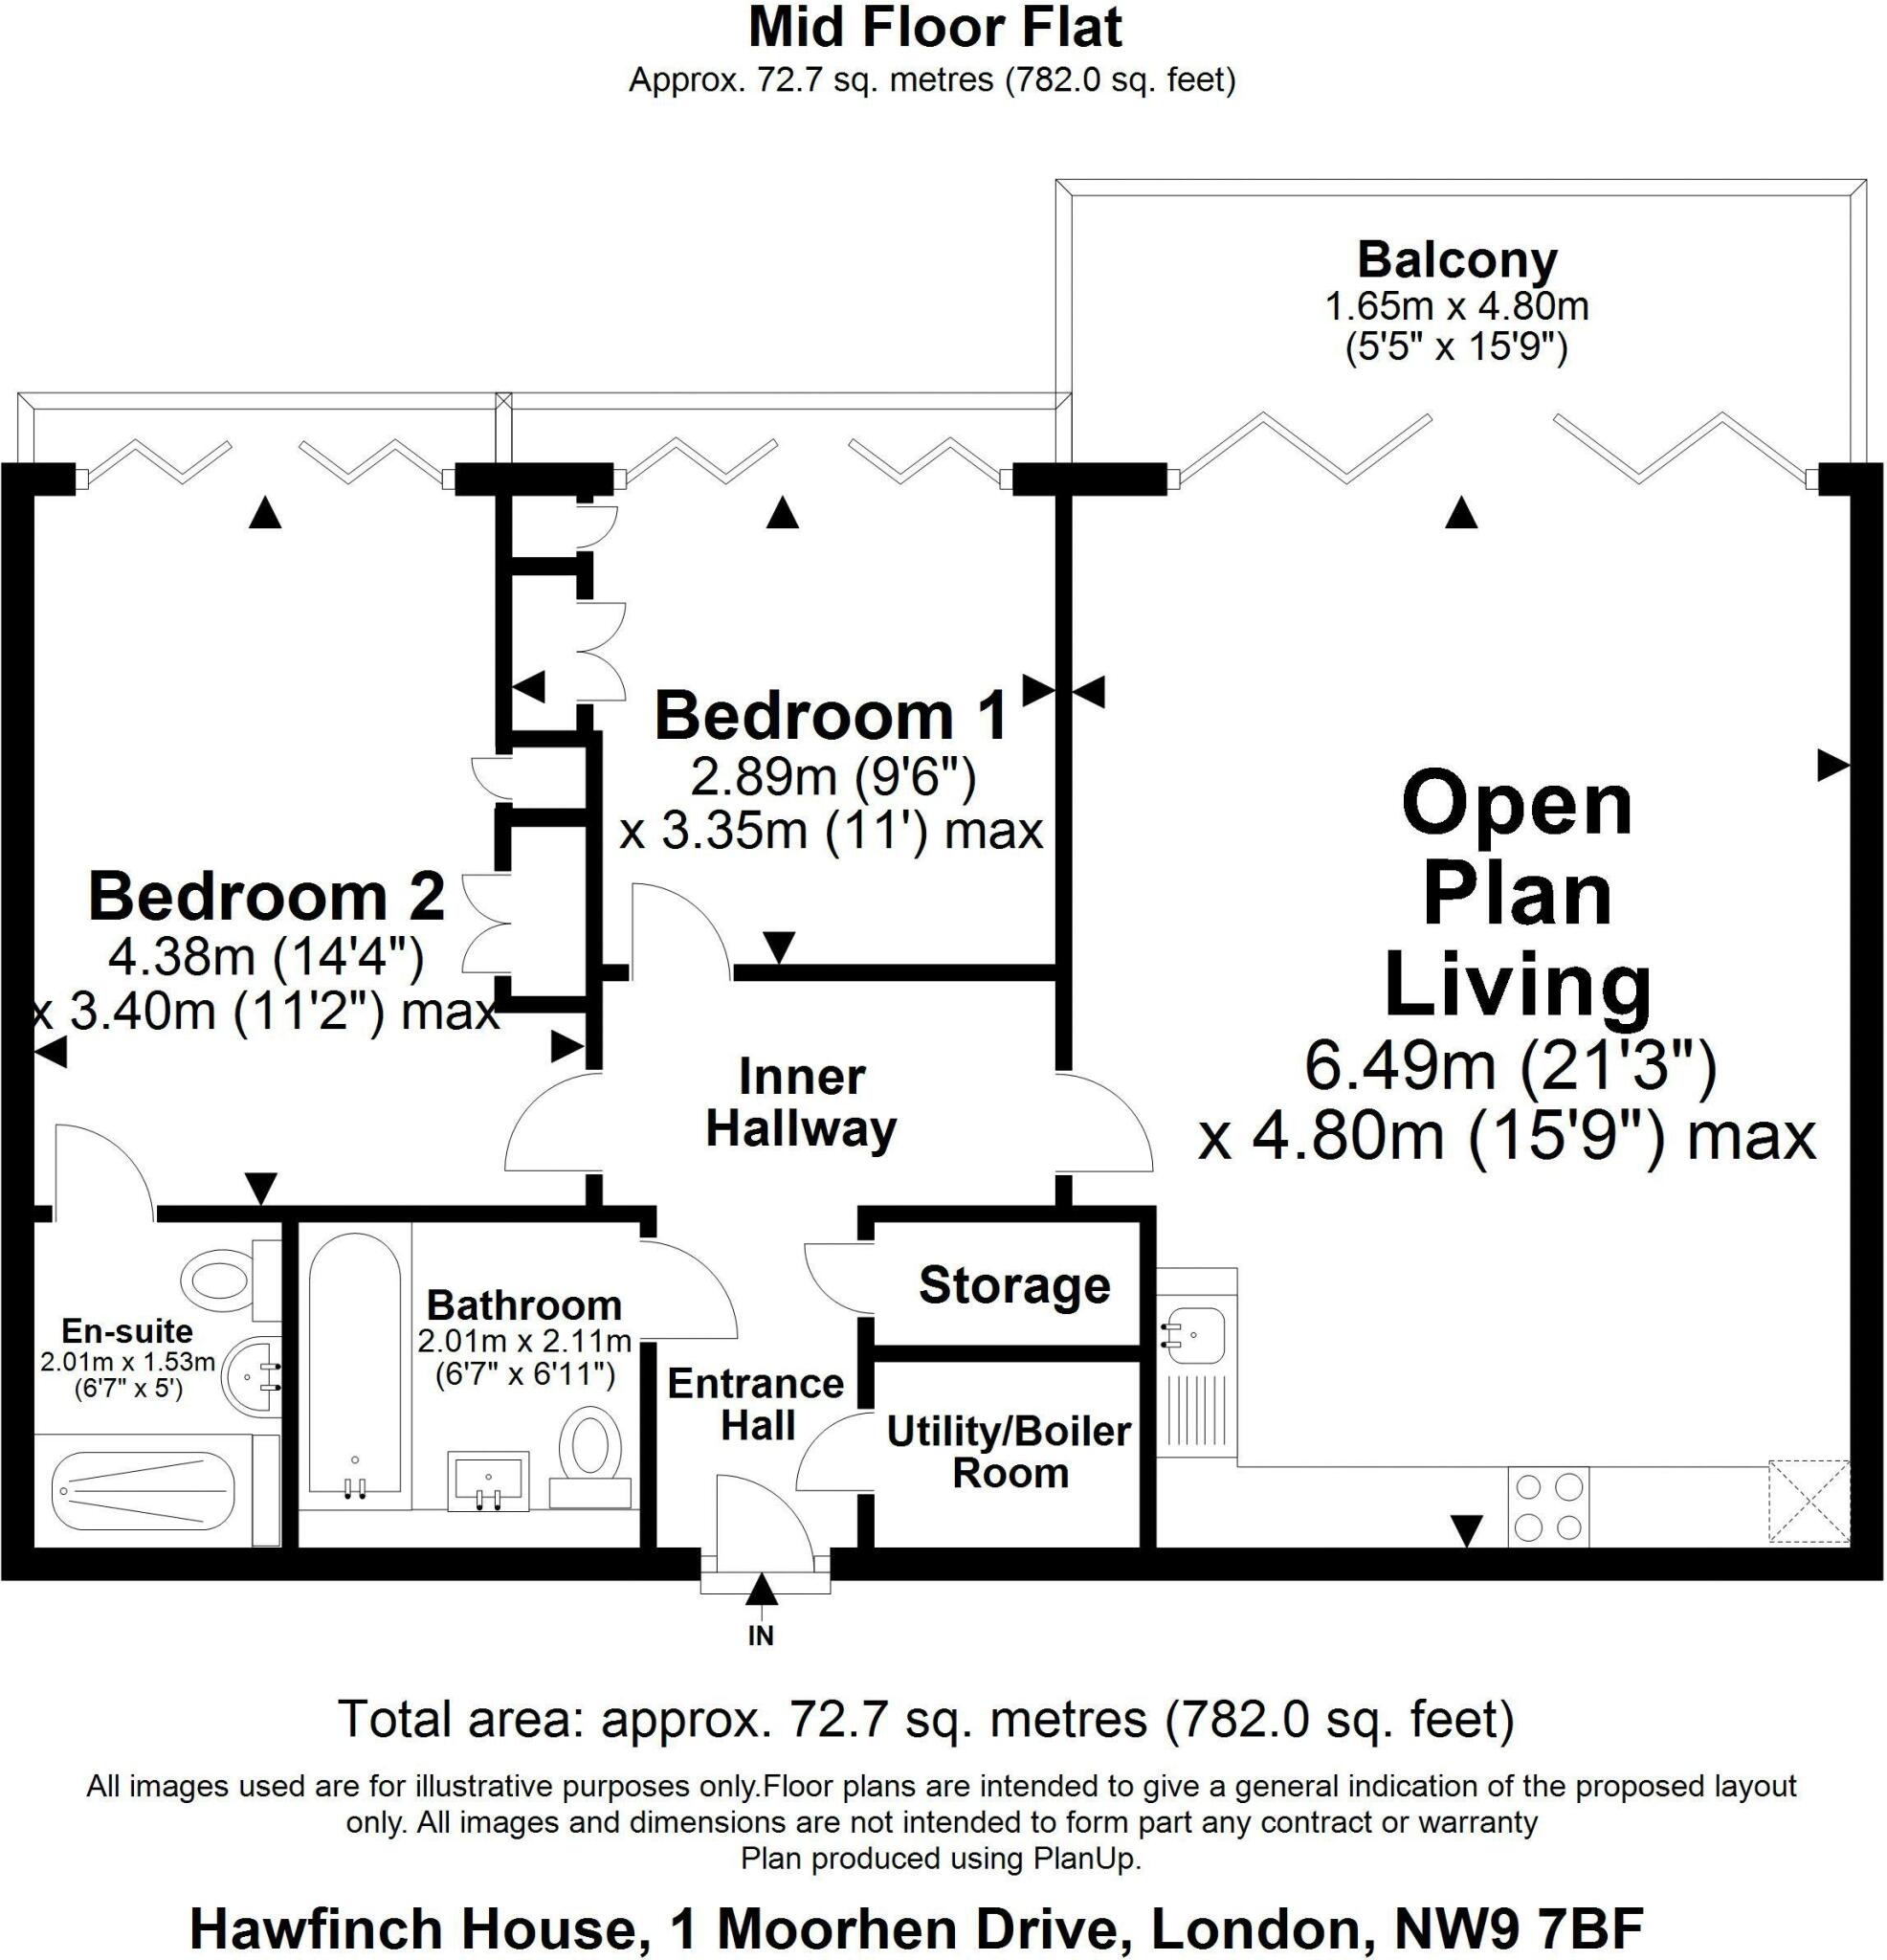 Mid Floor Flat
Approx. 72.7 sq. metres (782.0 sq. feet)
Balcony
1.65m x 4.80m
(5'5" x 15'9")
Bedroom 1
2.89m (9'6")
x 3.35m (11') max
Open
Plan
Living
6.49m (21'3")
x 4.80m (15'9") max
Bedroom 2
4.38m (14'4")
x 3.40m (11'2") max
Inner
Hallway
Storage
Bathroom
2.01m x 2.11m
(6'7" x 6'11")
En-suite
2.01m x 1.53m
(6'7" x 5')
Entrance
Hall
Utility/Boiler
Room
IN
Total area: approx. 72.7 sq. metres (782.0 sq. feet)
All images used are for illustrative purposes only.Floor plans are intended to give a general indication of the proposed layout
only. All images and dimensions are not intended to form part any contract or warranty
Plan produced using PlanUp.
Hawfinch House, 1 Moorhen Drive, London, NW9 7BF